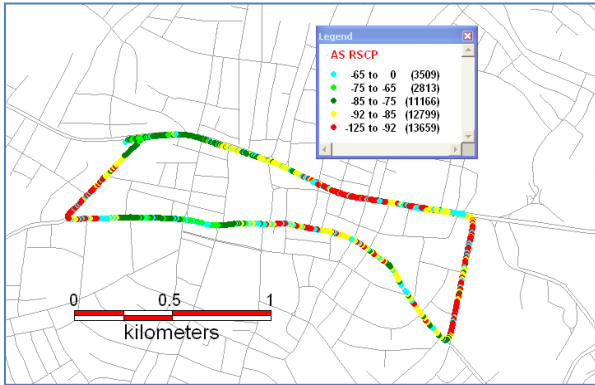 Legend
AS RSCP
-65 to 0 (3509)
-75 to -65 (2813)
-85 to -75 (11166)
-92 to -85 (12799)
-125 to -92 (13659)
0 0.5 1
kilometers